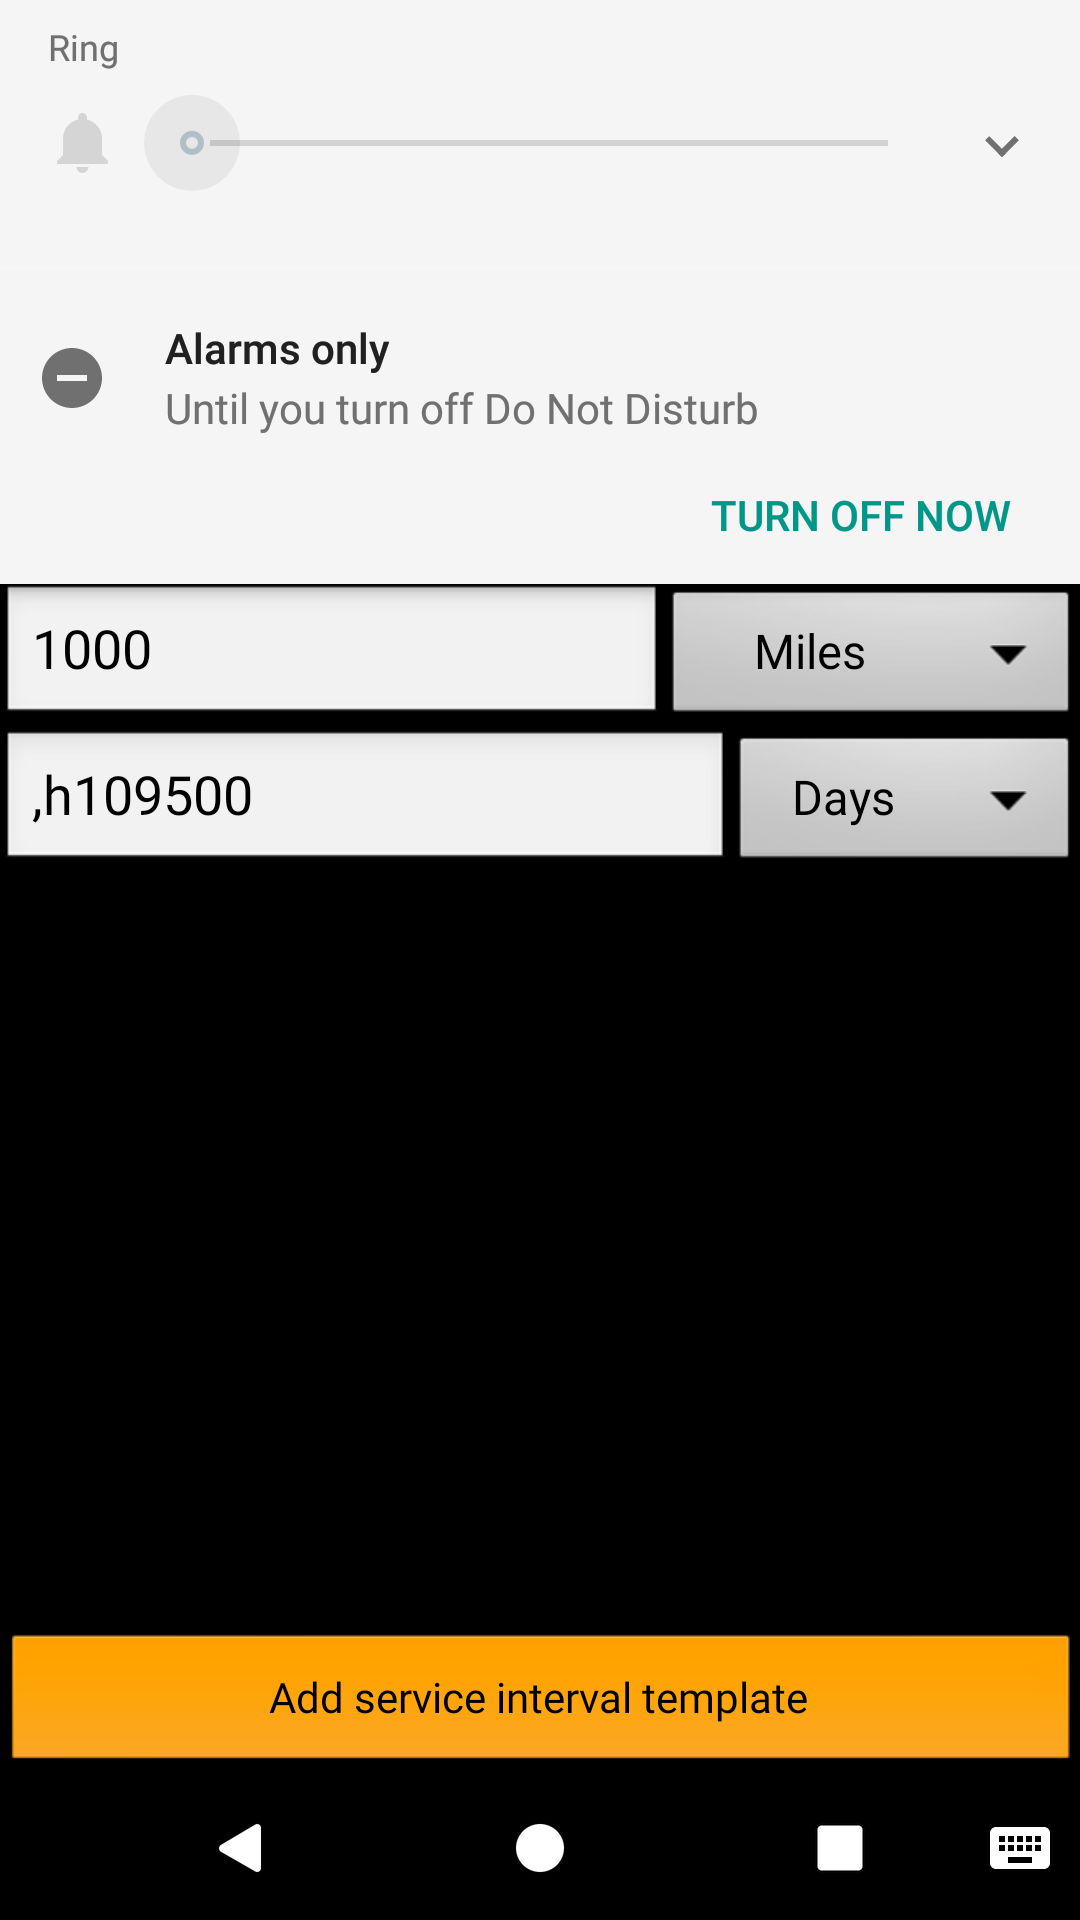 Ring
Alarms only
Until you turn off Do Not Disturb
TURN OFF NOW
1000
Miles
,h109500
Days
Add service interval template